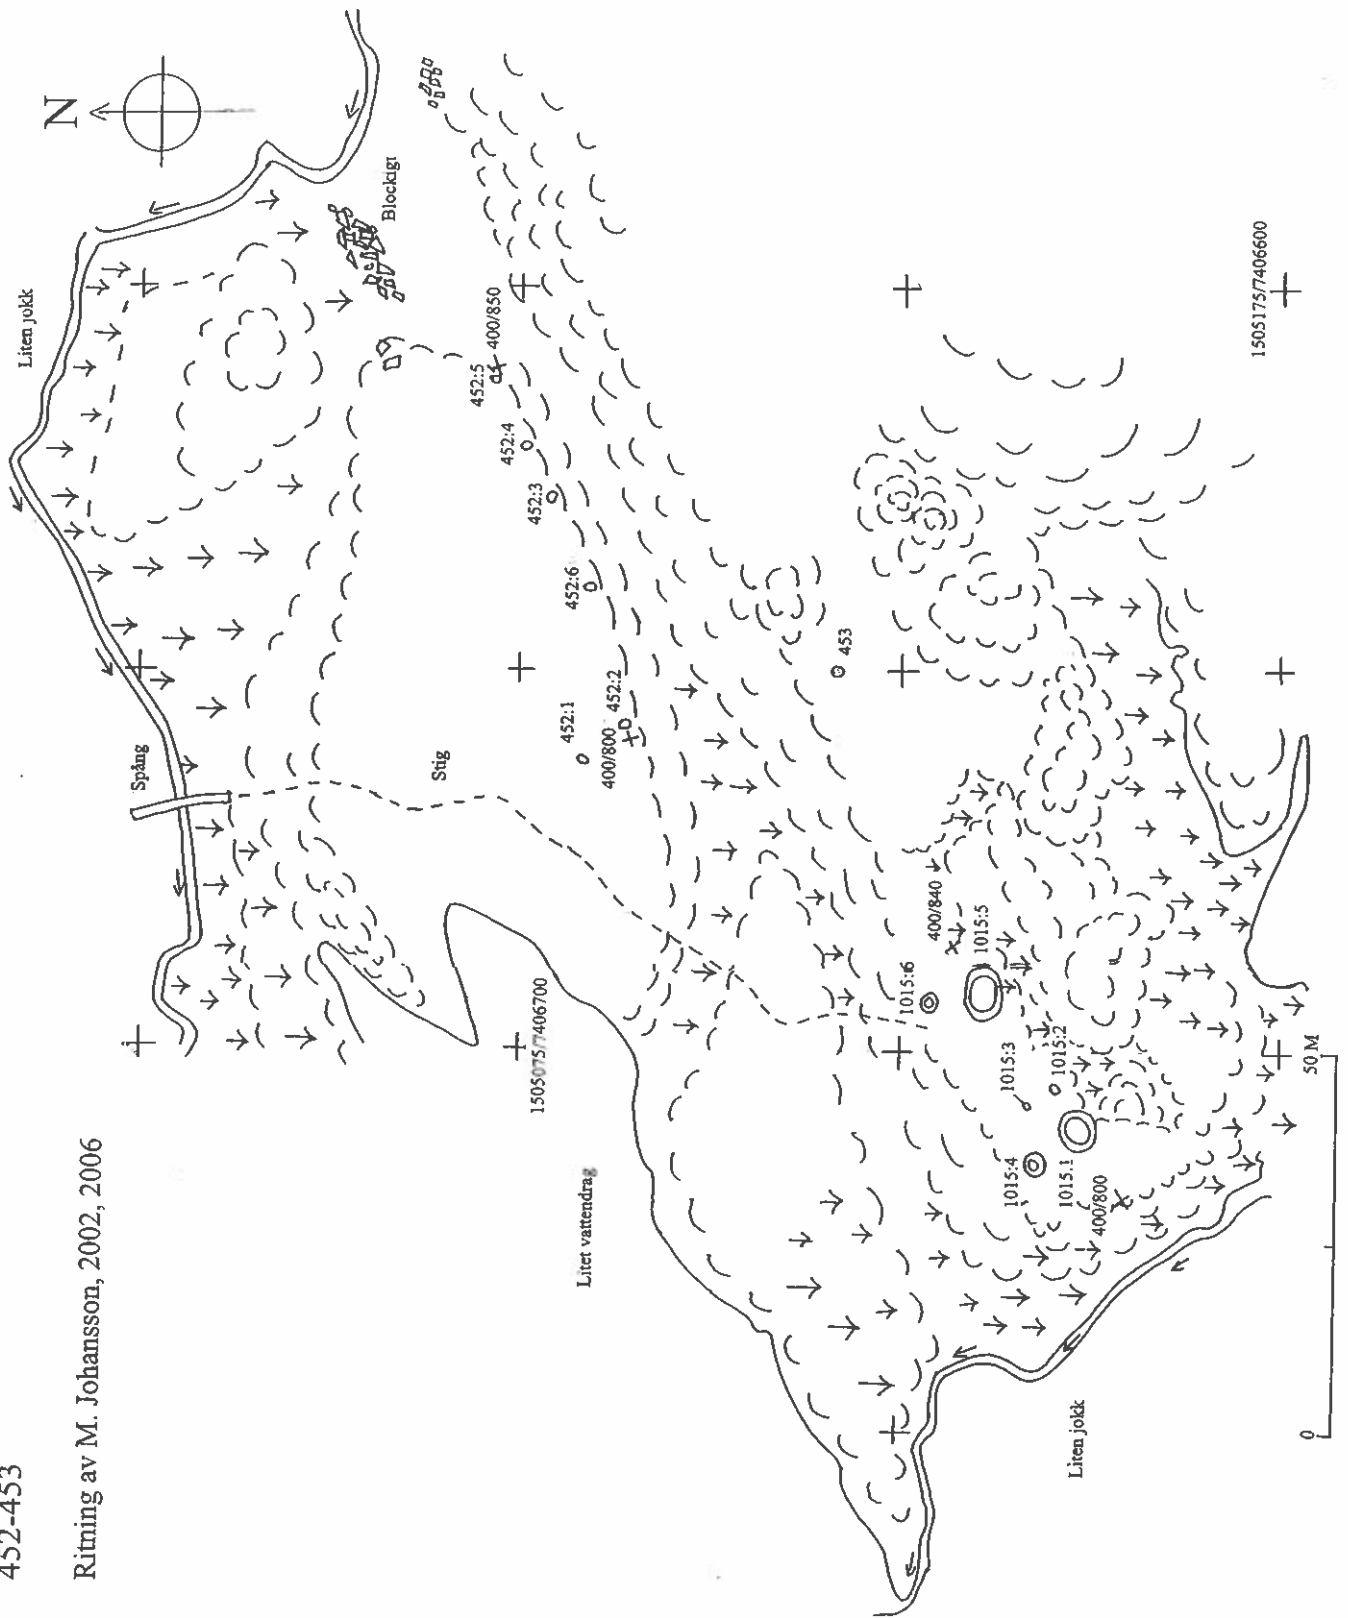 452-453
Ritning av M. Johansson, 2002, 2006
N
Liten jokk
Blockigt
Spång
Stig
452:5
400/850
452:4
452:3
452:6
452:1
400/800
452:2
453
1505175/7406600
1505075/7406700
Litet vattendrag
400/840
1015:5
1015:6
1015:3
1015:2
1015:4
1015:1
400/800
Liten jokk
0
50 M